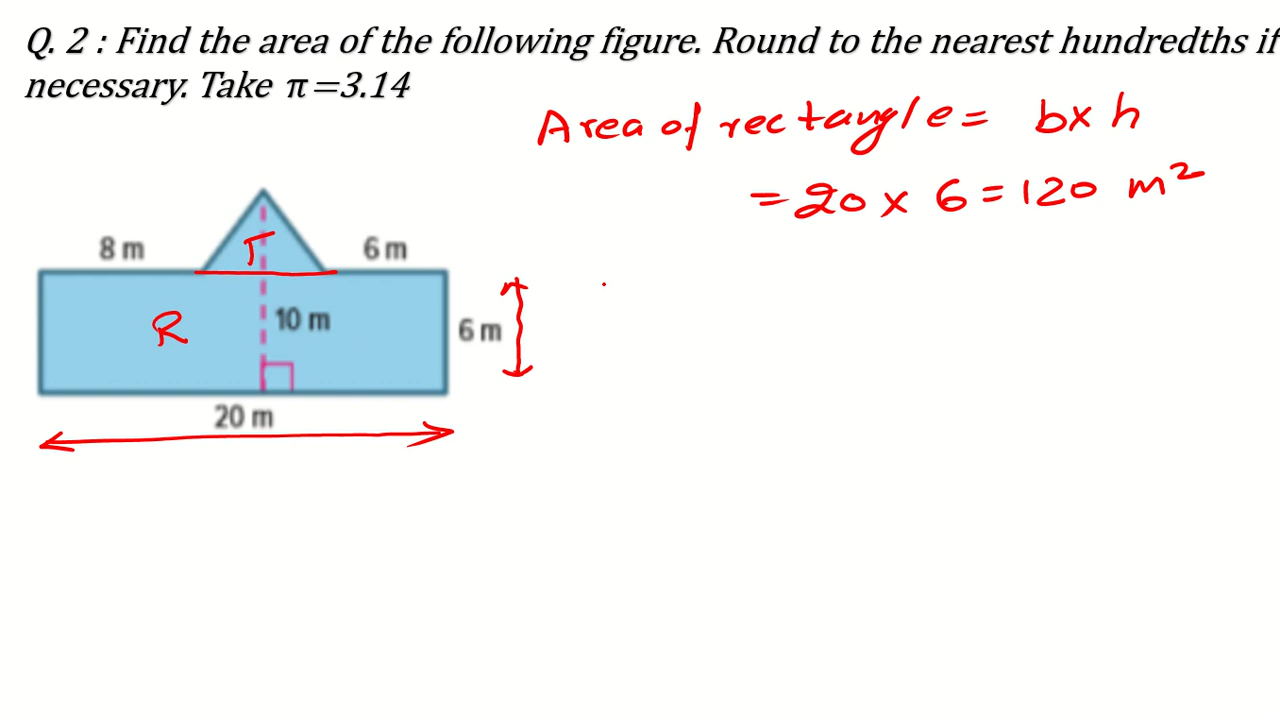 Q. 2 : Find the area of the following figure. Round to the nearest hundredths if
necessary. Take π=3.14
Area of rectangle = b x h
= 20 x 6 = 120 m²
8 m
T
6 m
R
10 m
6 m
20 m